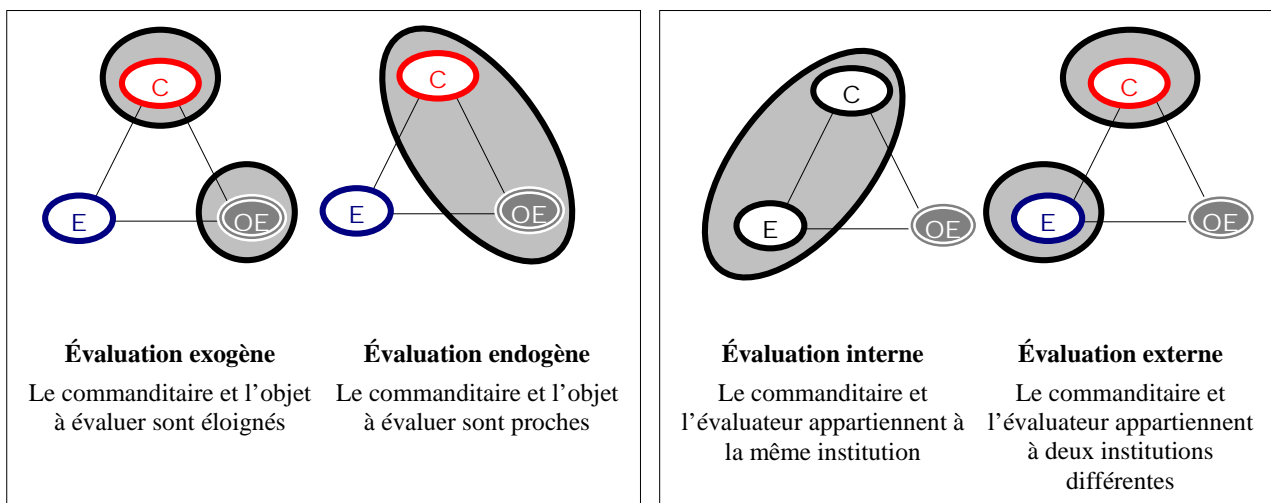 C
E
OE
Évaluation exogène
Le commanditaire et l’objet
à évaluer sont éloignés
C
E
OE
Évaluation endogène
Le commanditaire et l’objet
à évaluer sont proches
C
E
OE
Évaluation interne
Le commanditaire et
l’évaluateur appartiennent à
la même institution
C
E
OE
Évaluation externe
Le commanditaire et
l’évaluateur appartiennent
à deux institutions
différentes